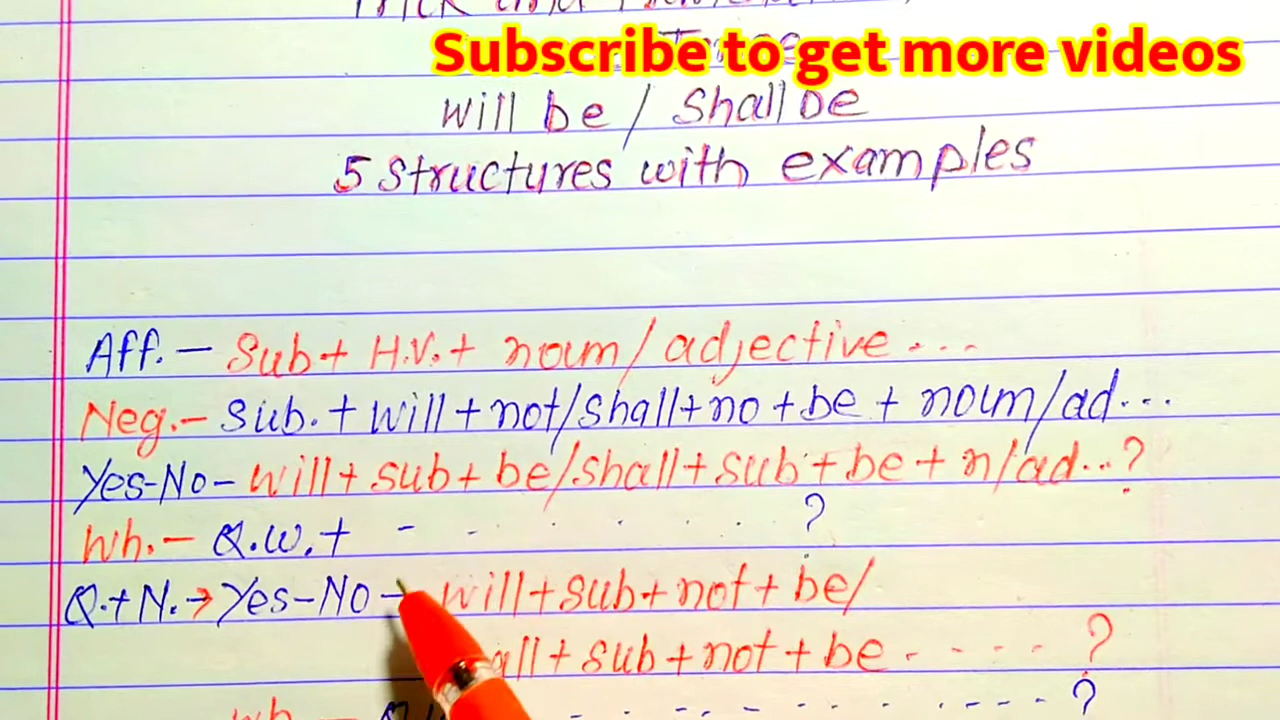 Subscribe to get more videos
will be / Shall be
5 Structures with examples
Aff. - Sub + H.V. + noun / adjective ...
Neg. - Sub. + will + not/shall + no + be + noun/ad...
Yes-No - will + sub + be/shall + sub + be + n/ad..?
Wh. - Q.W. + - - . . . . ?
Q. + N. → Yes-No → will + sub + not + be/
all + sub + not + be - - - - ?
wh